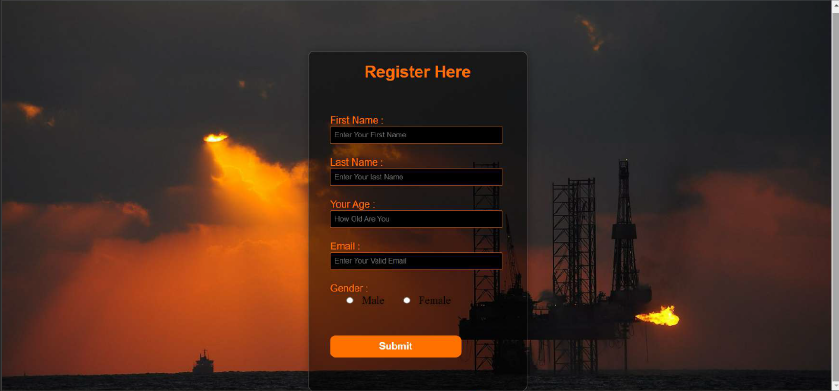 Register Here
First Name :
Enter Your First Name
Last Name :
Enter Your last Name
Your Age :
How Old Are You
Email :
Enter Your Valid Email
Gender :
Male Female
Submit